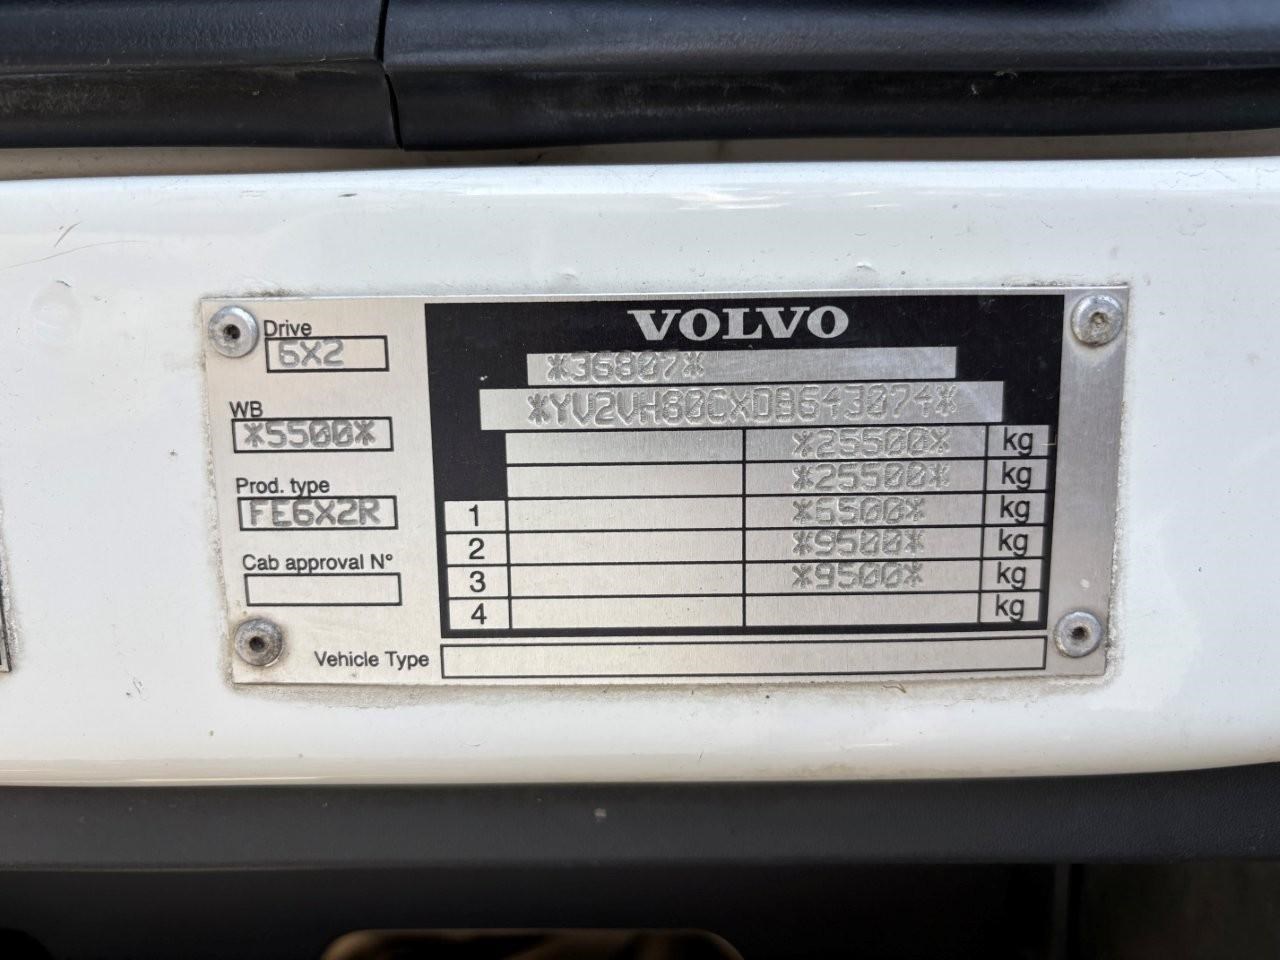 VOLVO
Drive
6X2
*36807*
WB
*5500*
*YV2VH80CXDB643074*
*25500* kg
*25500* kg
Prod. type
FE6X2R
1 *6500* kg
2 *9500* kg
3 *9500* kg
4 kg
Cab approval N°
Vehicle Type